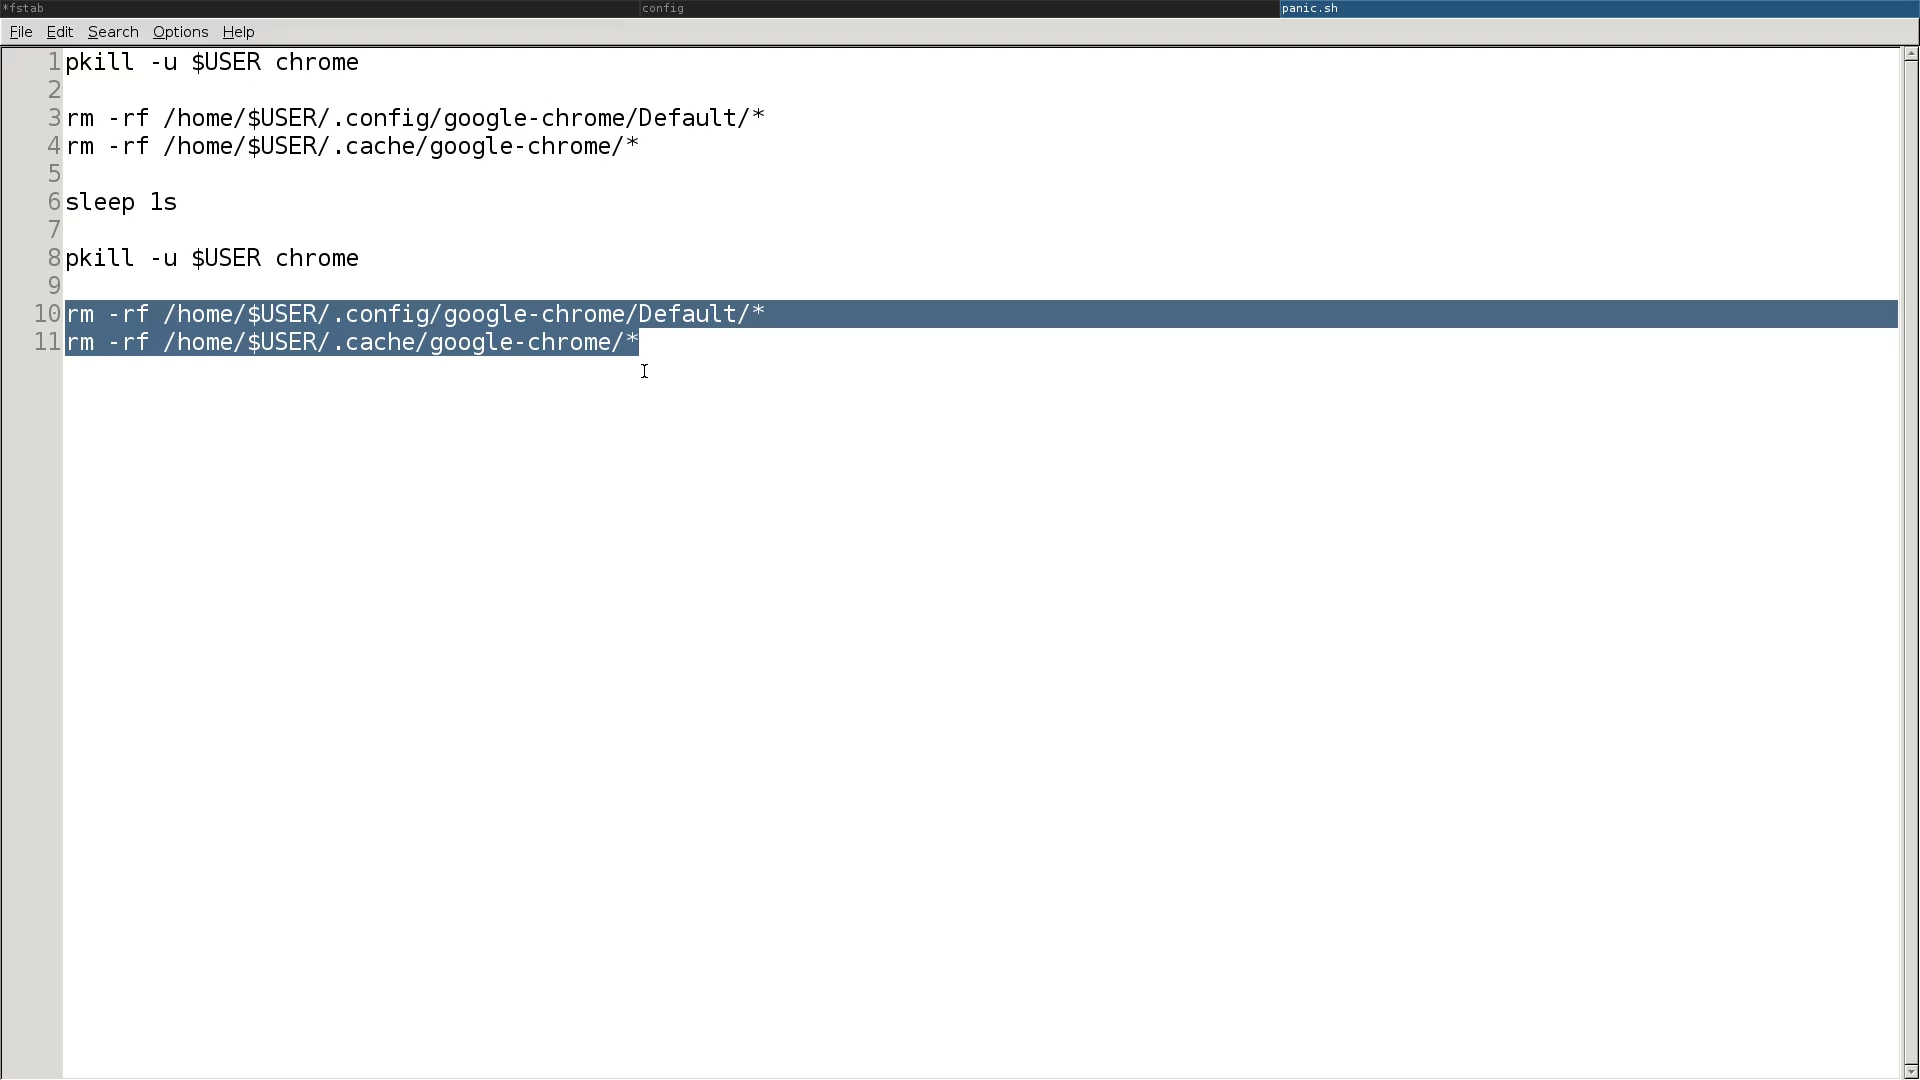 *fstab config panic.sh
File Edit Search Options Help
1 pkill -u $USER chrome
2
3 rm -rf /home/$USER/.config/google-chrome/Default/*
4 rm -rf /home/$USER/.cache/google-chrome/*
5
6 sleep 1s
7
8 pkill -u $USER chrome
9
10 rm -rf /home/$USER/.config/google-chrome/Default/*
11 rm -rf /home/$USER/.cache/google-chrome/*